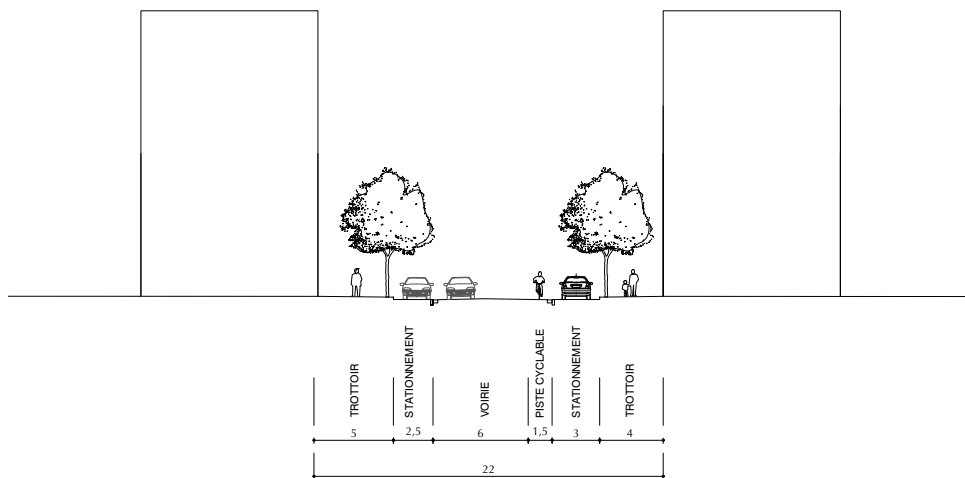 TROTTOIR
STATIONNEMENT
VOIRIE
PISTE CYCLABLE
STATIONNEMENT
TROTTOIR
5
2,5
6
1,5
3
4
22